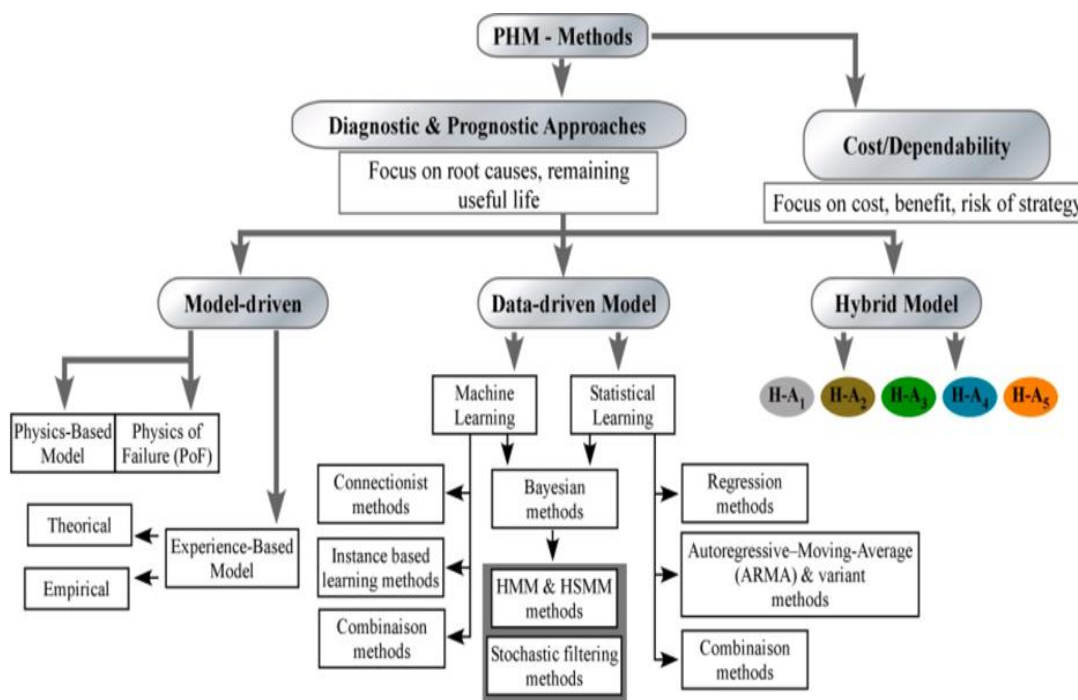 PHM - Methods
Diagnostic & Prognostic Approaches
Focus on root causes, remaining
useful life
Cost/Dependability
Focus on cost, benefit, risk of strategy
Model-driven
Data-driven Model
Hybrid Model
Physics-Based
Model
Physics of
Failure (PoF)
Experience-Based
Model
Theorical
Empirical
Machine
Learning
Statistical
Learning
Connectionist
methods
Instance based
learning methods
Combinaison
methods
Bayesian
methods
HMM & HSMM
methods
Stochastic filtering
methods
Regression
methods
Autoregressive–Moving-Average
(ARMA) & variant
methods
Combinaison
methods
H-A₁
H-A₂
H-A₃
H-A₄
H-A₅